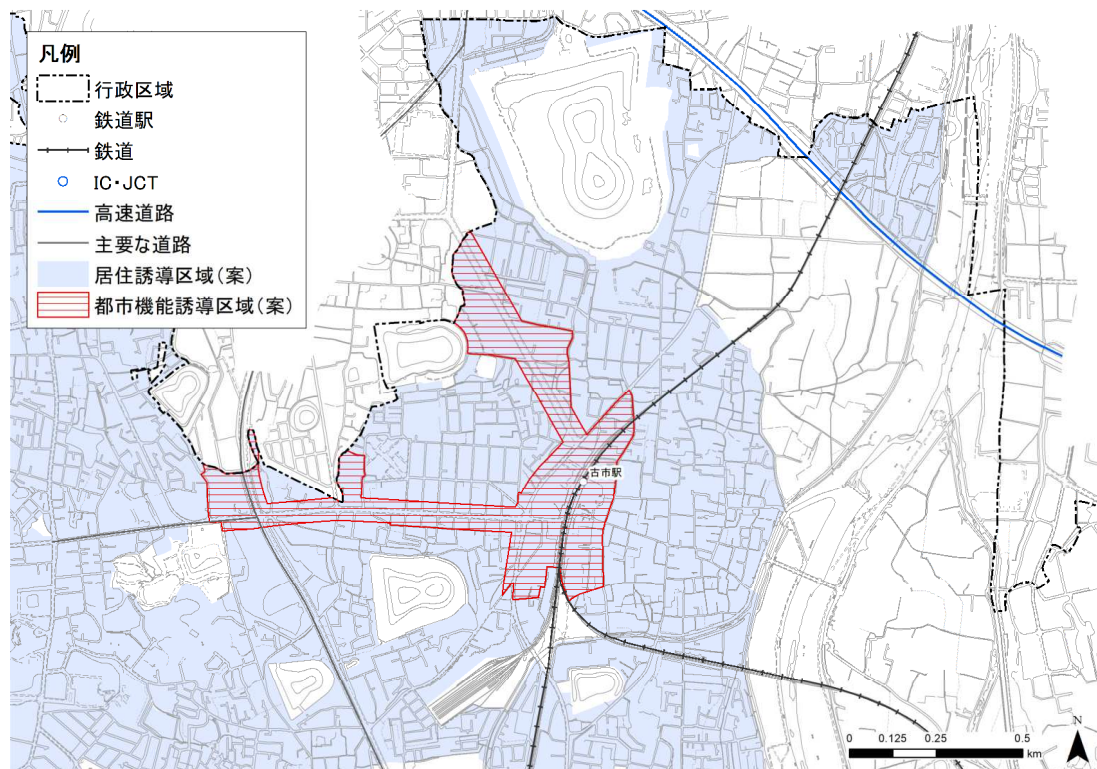 凡例
行政区域
鉄道駅
鉄道
IC・JCT
高速道路
主要な道路
居住誘導区域(案)
都市機能誘導区域(案)
古市駅
N
0 0.125 0.25 0.5
km